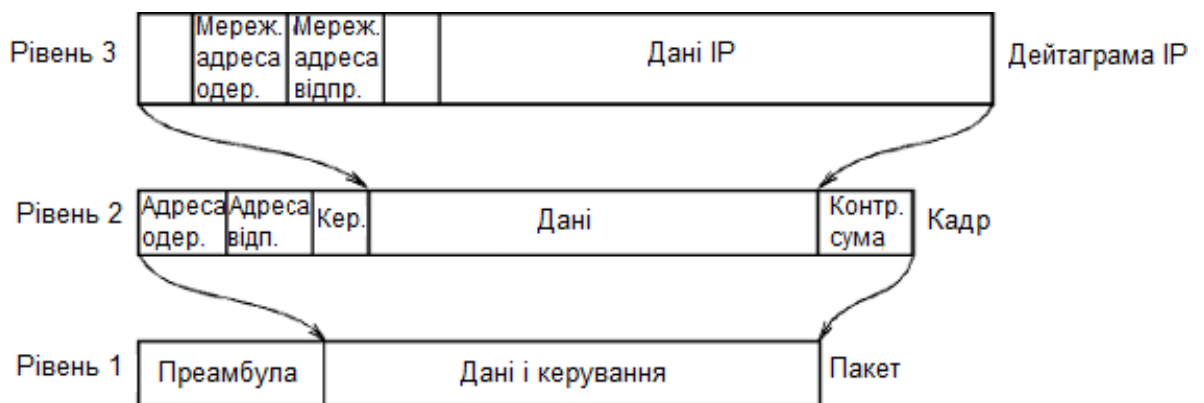 Рівень 3
Мереж.
адреса
одер.
Мереж.
адреса
відпр.
Дані IP
Дейтаграма IP
Рівень 2
Адреса
одер.
Адреса
відп.
Кер.
Дані
Контр.
сума
Кадр
Рівень 1
Преамбула
Дані і керування
Пакет